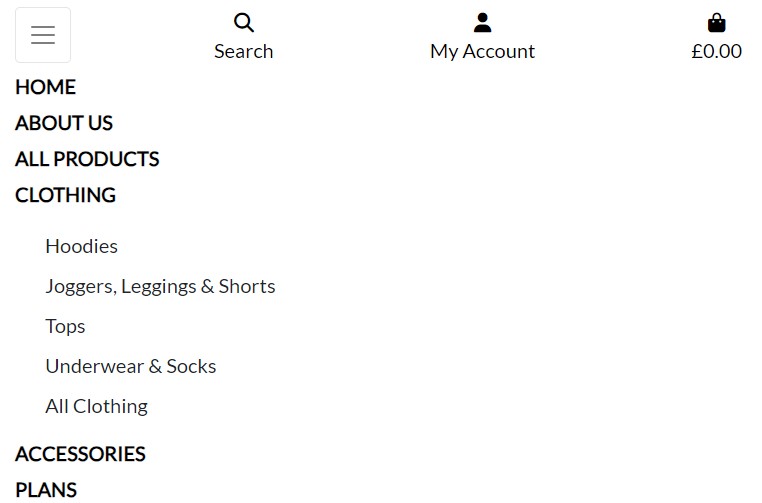 Search
My Account
£0.00
HOME
ABOUT US
ALL PRODUCTS
CLOTHING
Hoodies
Joggers, Leggings & Shorts
Tops
Underwear & Socks
All Clothing
ACCESSORIES
PLANS